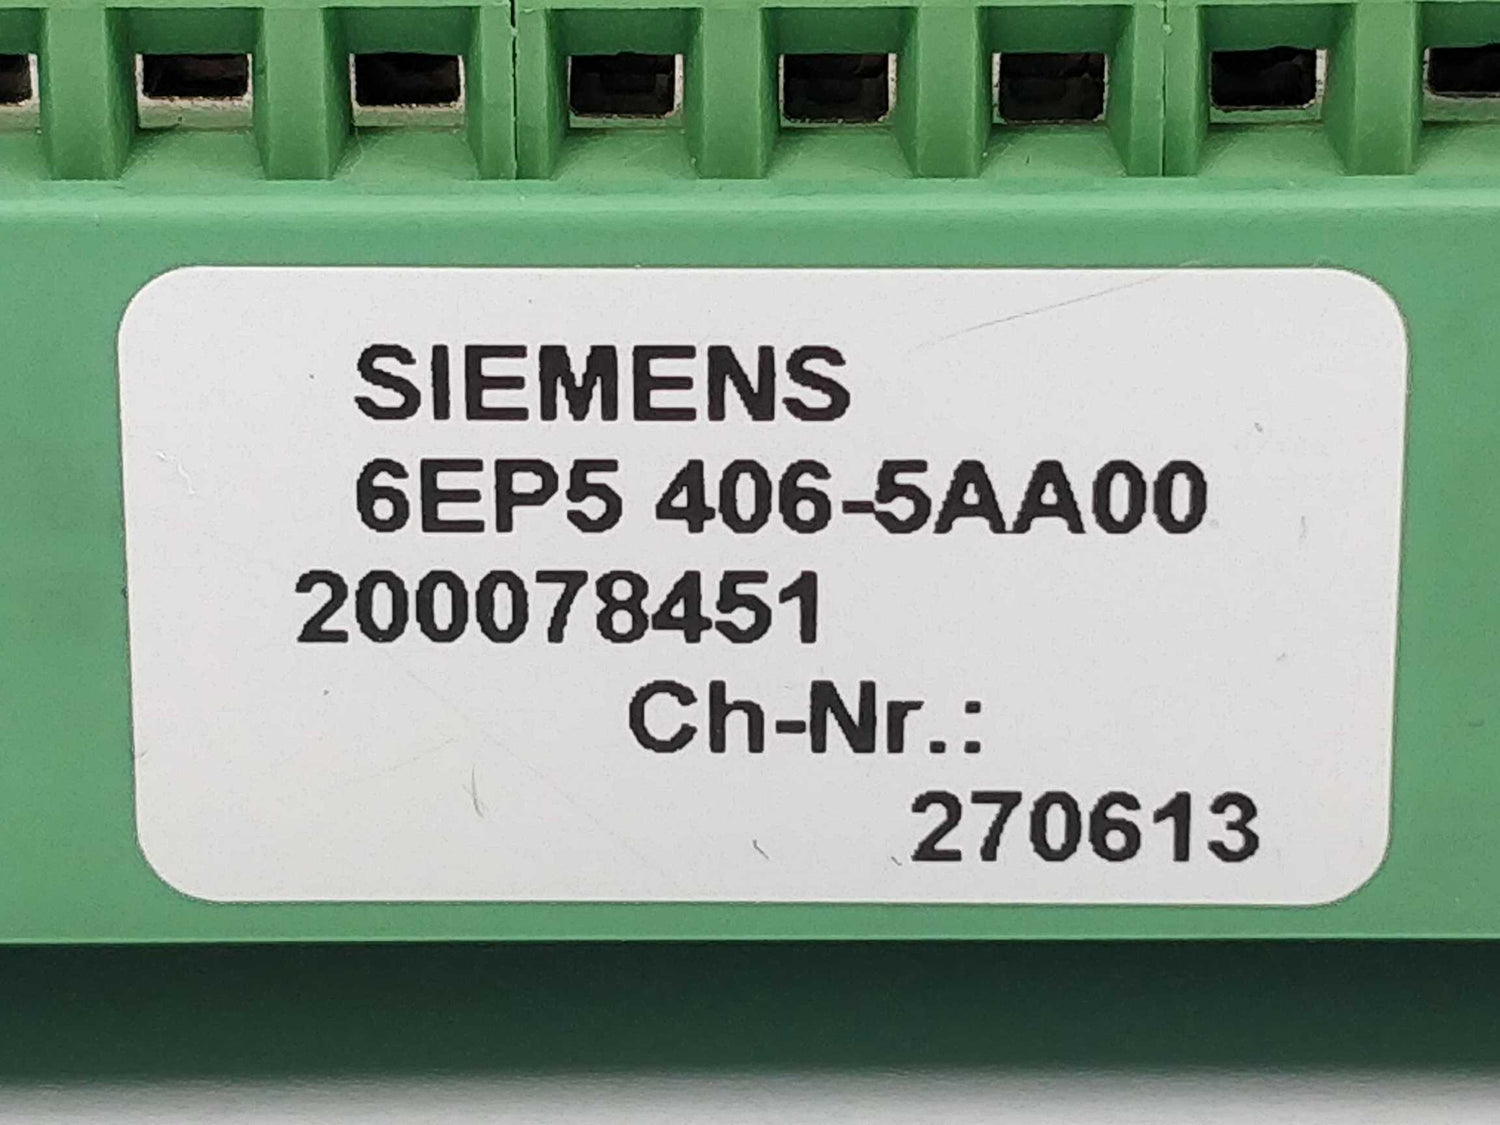 SIEMENS
6EP5 406-5AA00
200078451
Ch-Nr.:
270613